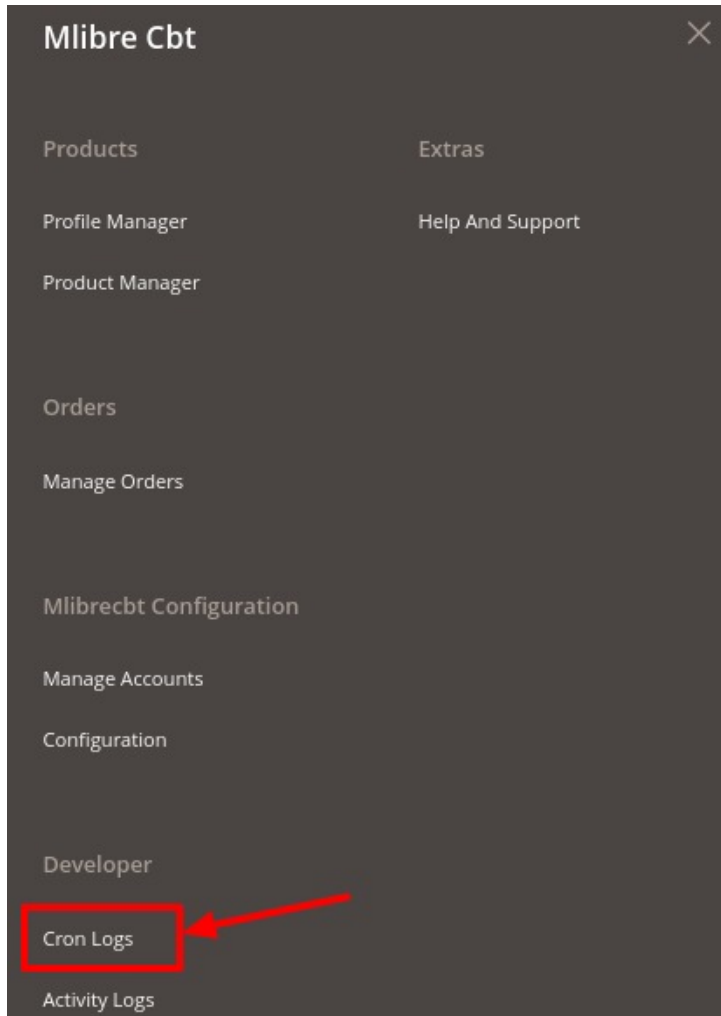 Mlibre Cbt
Products
Profile Manager
Product Manager
Extras
Help And Support
Orders
Manage Orders
Mlibrecbt Configuration
Manage Accounts
Configuration
Developer
Cron Logs
Activity Logs